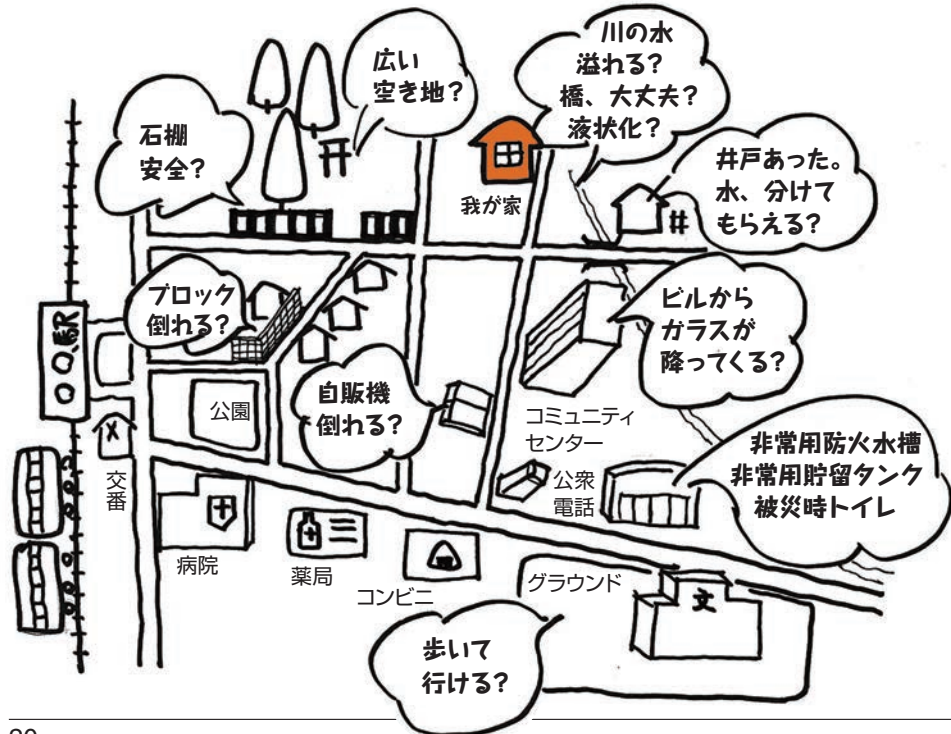 川の水
溢れる?
橋、大丈夫?
液状化?
広い
空き地?
石棚
安全?
井戸あった。
水、分けて
もらえる?
我が家
ブロック
倒れる?
ビルから
ガラスが
降ってくる?
○○駅
公園
自販機
倒れる?
コミュニティ
センター
交番
公衆
電話
非常用防火水槽
非常用貯留タンク
被災時トイレ
病院
薬局
コンビニ
グラウンド
文
歩いて
行ける?